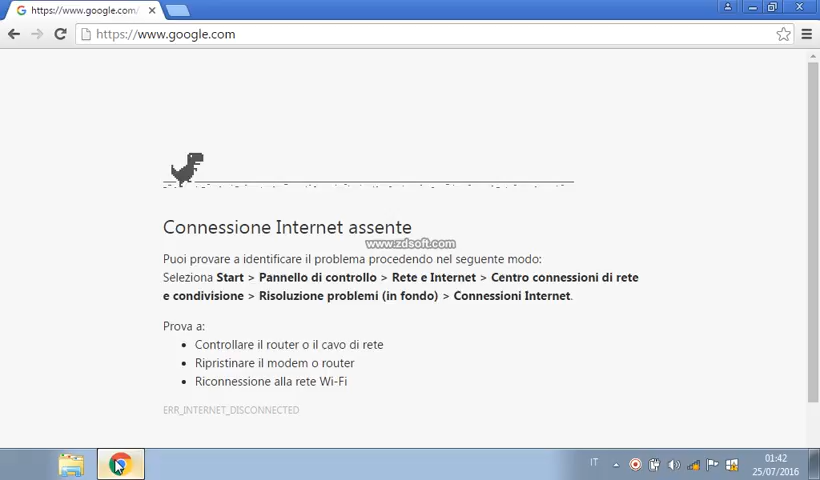 https://www.google.com/
https://www.google.com
Connessione Internet assente
www.zdsoft.com
Puoi provare a identificare il problema procedendo nel seguente modo:
Seleziona Start > Pannello di controllo > Rete e Internet > Centro connessioni di rete
e condivisione > Risoluzione problemi (in fondo) > Connessioni Internet.
Prova a:
Controllare il router o il cavo di rete
Ripristinare il modem o router
Riconnessione alla rete Wi-Fi
ERR_INTERNET_DISCONNECTED
IT
01:42
25/07/2016